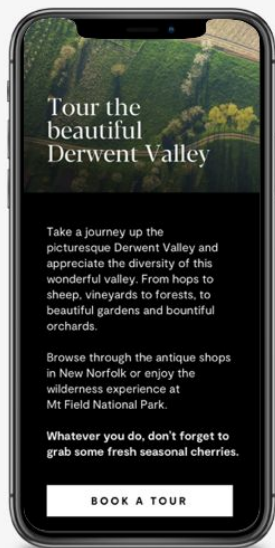 Tour the
beautiful
Derwent Valley
Take a journey up the
picturesque Derwent Valley and
appreciate the diversity of this
wonderful valley. From hops to
sheep, vineyards to forests, to
beautiful gardens and bountiful
orchards.
Browse through the antique shops
in New Norfolk or enjoy the
wilderness experience at
Mt Field National Park.
Whatever you do, don't forget to
grab some fresh seasonal cherries.
BOOK A TOUR